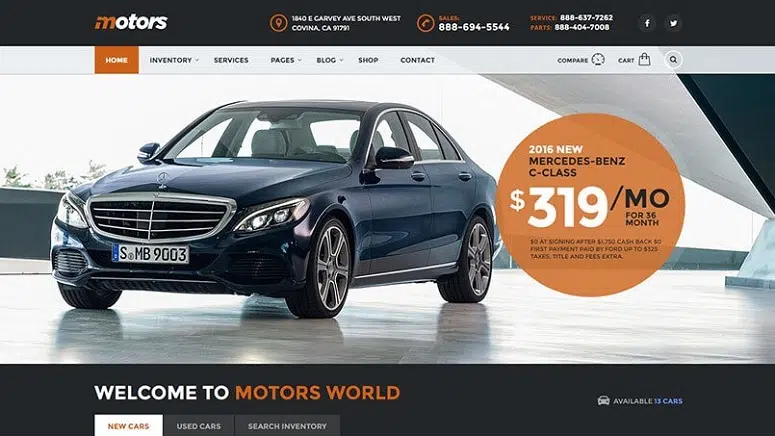 motors
1840 E GARVEY AVE SOUTH WEST
COVINA, CA 91791
SALES:
888-694-5544
SERVICE: 888-637-7262
PARTS: 888-404-7008
HOME INVENTORY SERVICES PAGES BLOG SHOP CONTACT COMPARE CART
2016 NEW
MERCEDES-BENZ
C-CLASS
$319/MO
FOR 36
MONTH
$0 AT SIGNING AFTER $1,750 CASH BACK $0
FIRST PAYMENT PAID BY FORD UP TO $325.
TAXES, TITLE AND FEES EXTRA.
S MB 9003
WELCOME TO MOTORS WORLD
AVAILABLE 13 CARS
NEW CARS USED CARS SEARCH INVENTORY